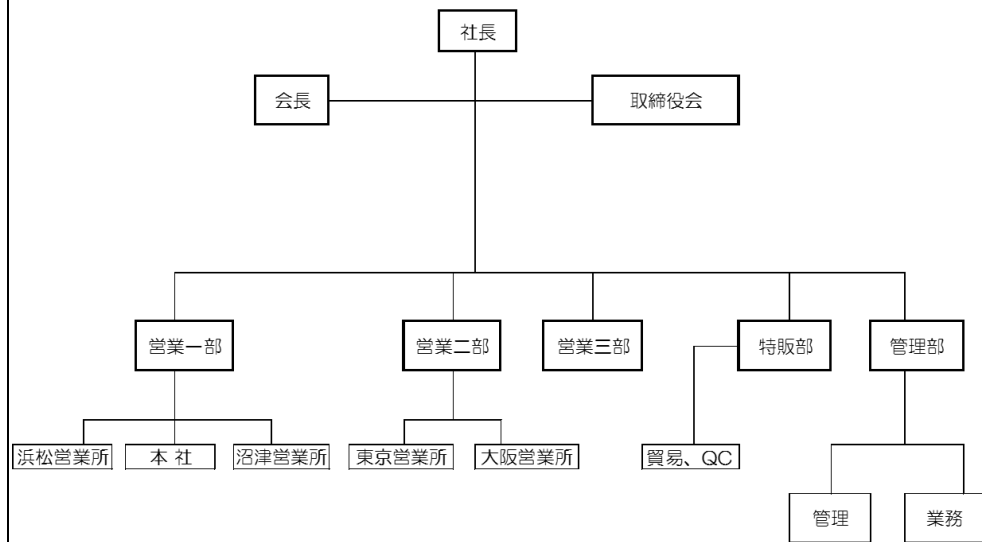 社長
会長
取締役会
営業一部
営業二部
営業三部
特販部
管理部
浜松営業所
本 社
沼津営業所
東京営業所
大阪営業所
貿易、QC
管理
業務